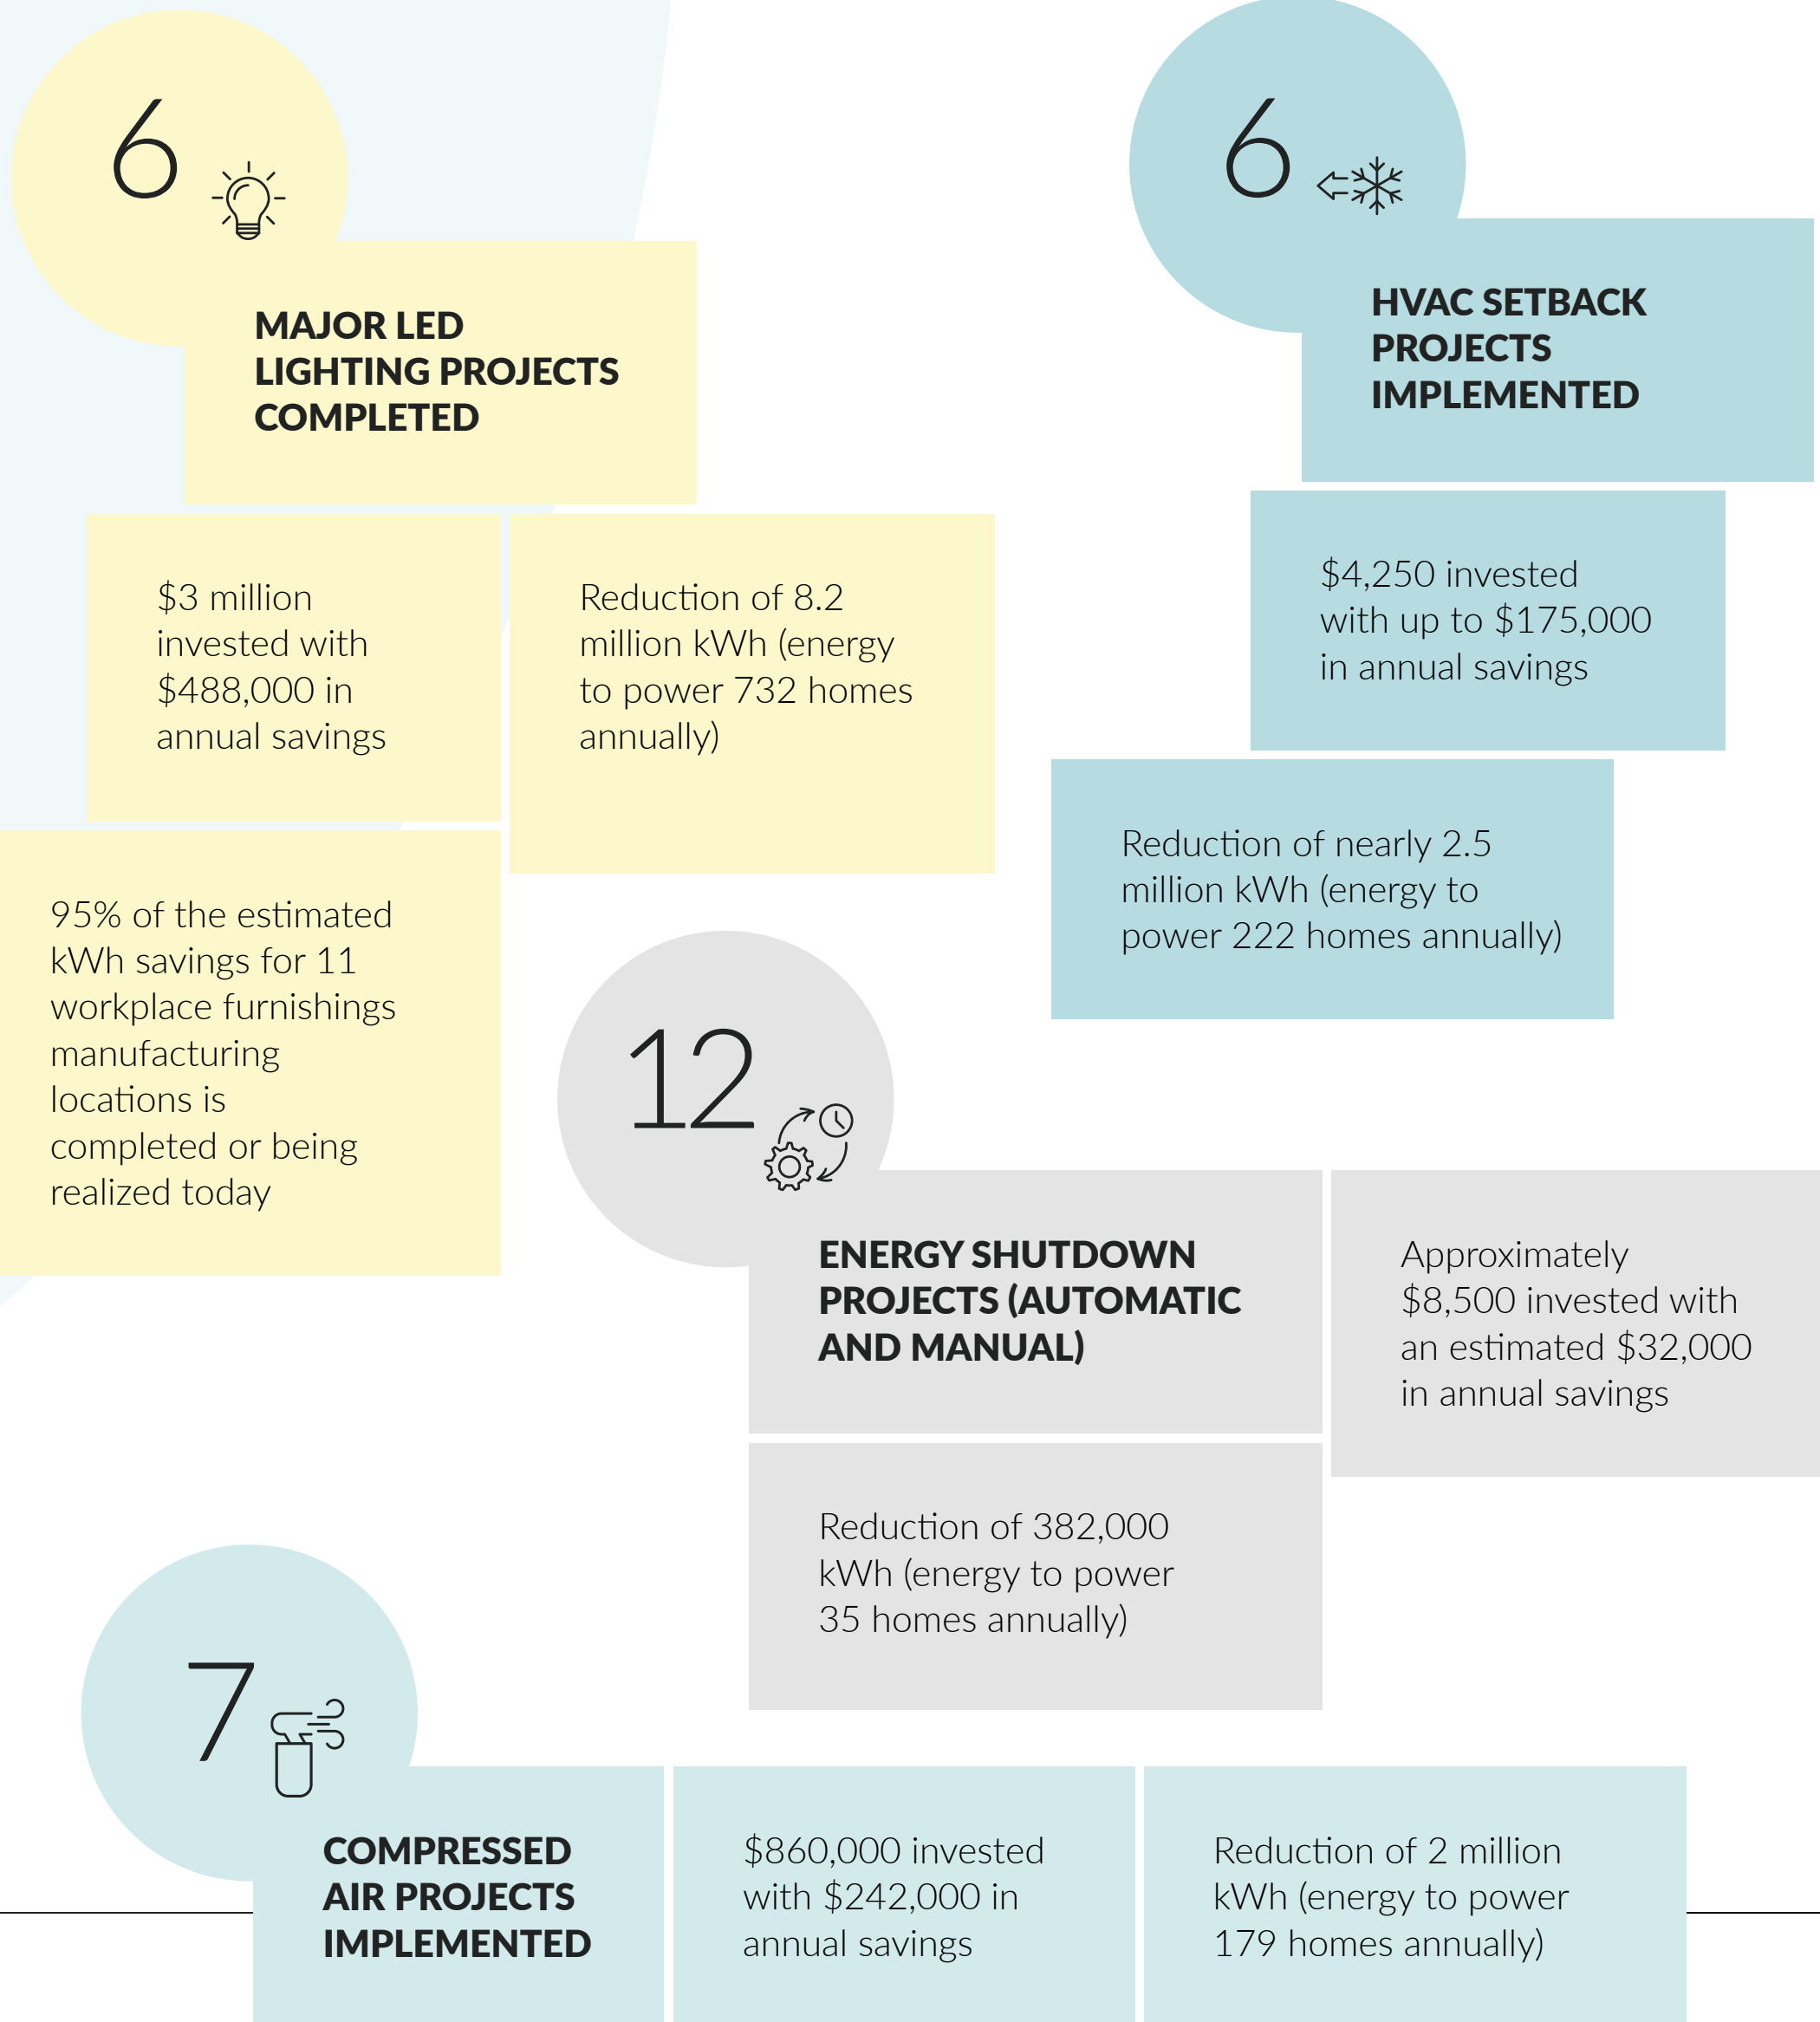 6
MAJOR LED
LIGHTING PROJECTS
COMPLETED
$3 million
invested with
$488,000 in
annual savings
Reduction of 8.2
million kWh (energy
to power 732 homes
annually)
95% of the estimated
kWh savings for 11
workplace furnishings
manufacturing
locations is
completed or being
realized today
6
HVAC SETBACK
PROJECTS
IMPLEMENTED
$4,250 invested
with up to $175,000
in annual savings
Reduction of nearly 2.5
million kWh (energy to
power 222 homes annually)
12
ENERGY SHUTDOWN
PROJECTS (AUTOMATIC
AND MANUAL)
Approximately
$8,500 invested with
an estimated $32,000
in annual savings
Reduction of 382,000
kWh (energy to power
35 homes annually)
7
COMPRESSED
AIR PROJECTS
IMPLEMENTED
$860,000 invested
with $242,000 in
annual savings
Reduction of 2 million
kWh (energy to power
179 homes annually)